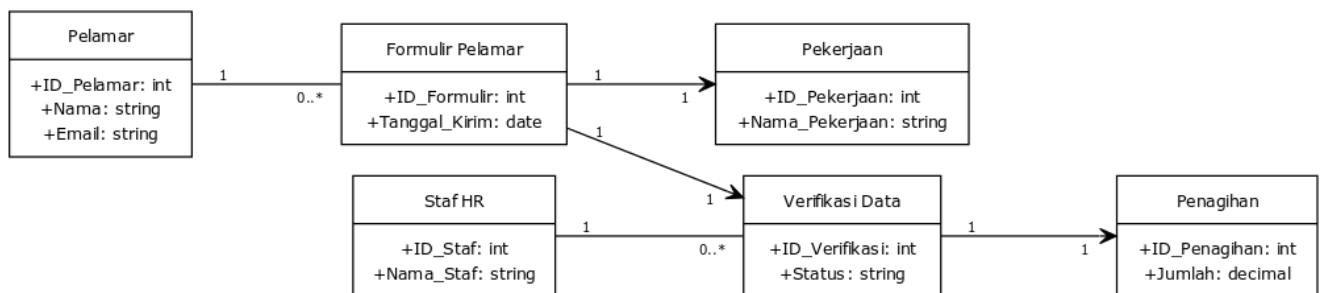 Pelamar
+ID_Pelamar: int
+Nama: string
+Email: string
1
0..*
Formulir Pelamar
+ID_Formulir: int
+Tanggal_Kirim: date
1
1
Pekerjaan
+ID_Pekerjaan: int
+Nama_Pekerjaan: string
1
1
Staf HR
+ID_Staf: int
+Nama_Staf: string
1
0..*
Verifikasi Data
+ID_Verifikasi: int
+Status: string
1
1
Penagihan
+ID_Penagihan: int
+Jumlah: decimal